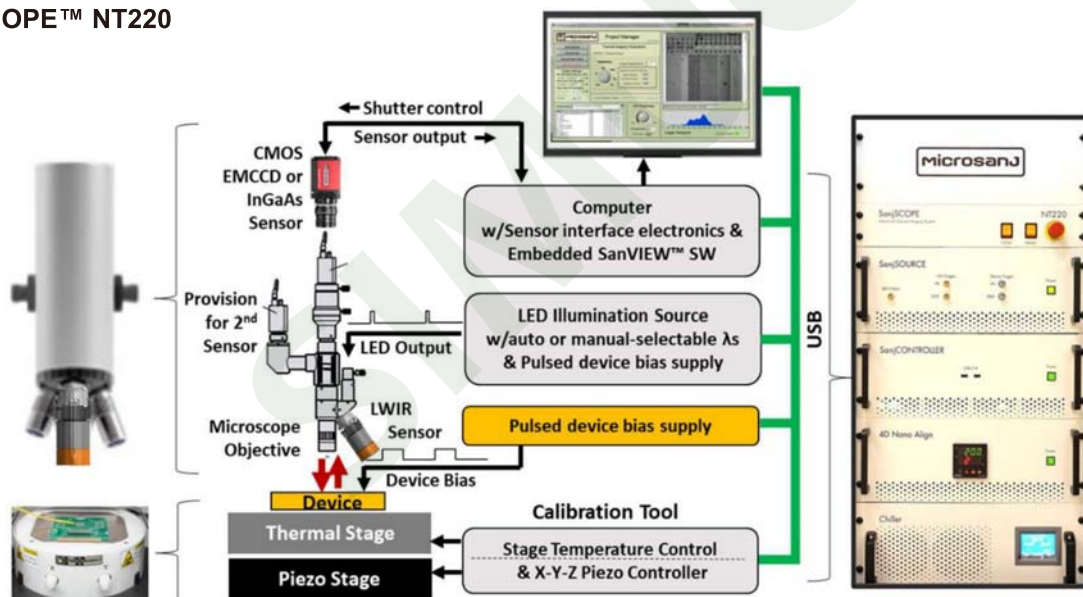 OPE™ NT220
← Shutter control
Sensor output →
CMOS
EMCCD or
InGaAs
Sensor
Provision
for 2nd
Sensor
LED Output
Microscope
Objective
LWIR
Sensor
Device Bias
Device
Thermal Stage
Piezo Stage
microsanj Project Manager
Computer
w/Sensor interface electronics &
Embedded SanVIEW™ SW
LED Illumination Source
w/auto or manual-selectable λs
& Pulsed device bias supply
Pulsed device bias supply
Calibration Tool
Stage Temperature Control
& X-Y-Z Piezo Controller
USB
Microsanj
SanjSCOPE
NT220
SanjSOURCE
SanjCONTROLLER
4D Nano Align
Chiller